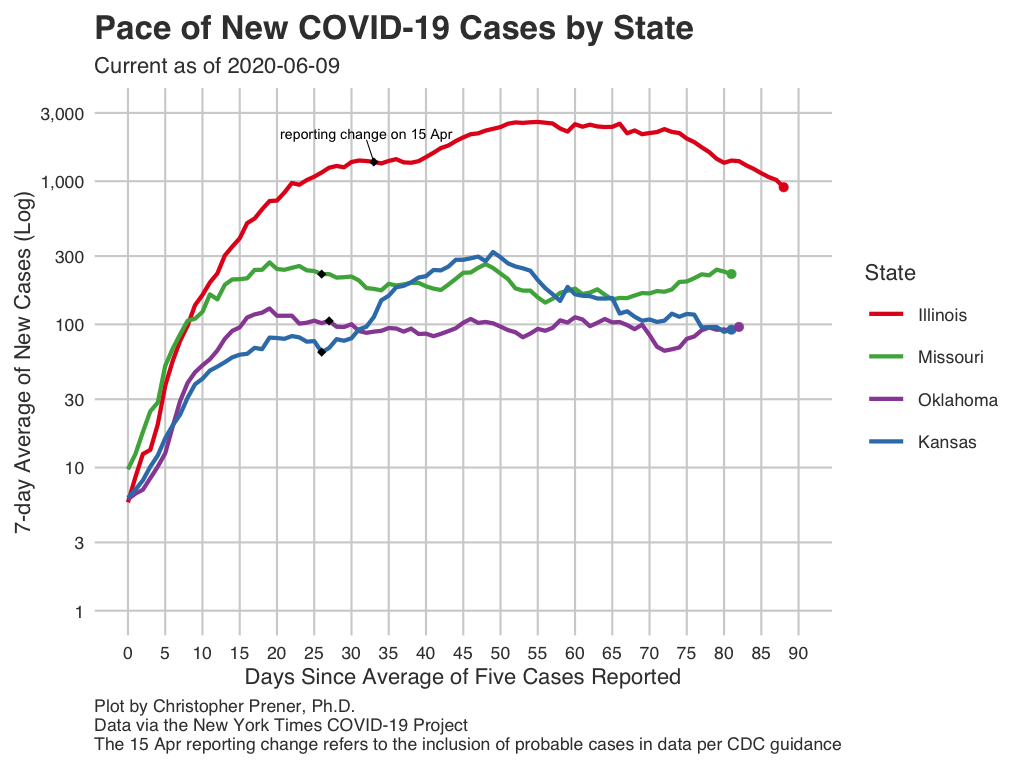 Pace of New COVID-19 Cases by State
Current as of 2020-06-09
7-day Average of New Cases (Log)
3,000
1,000
300
100
30
10
3
1
reporting change on 15 Apr
State
Illinois
Missouri
Oklahoma
Kansas
0 5 10 15 20 25 30 35 40 45 50 55 60 65 70 75 80 85 90
Days Since Average of Five Cases Reported
Plot by Christopher Prener, Ph.D.
Data via the New York Times COVID-19 Project
The 15 Apr reporting change refers to the inclusion of probable cases in data per CDC guidance